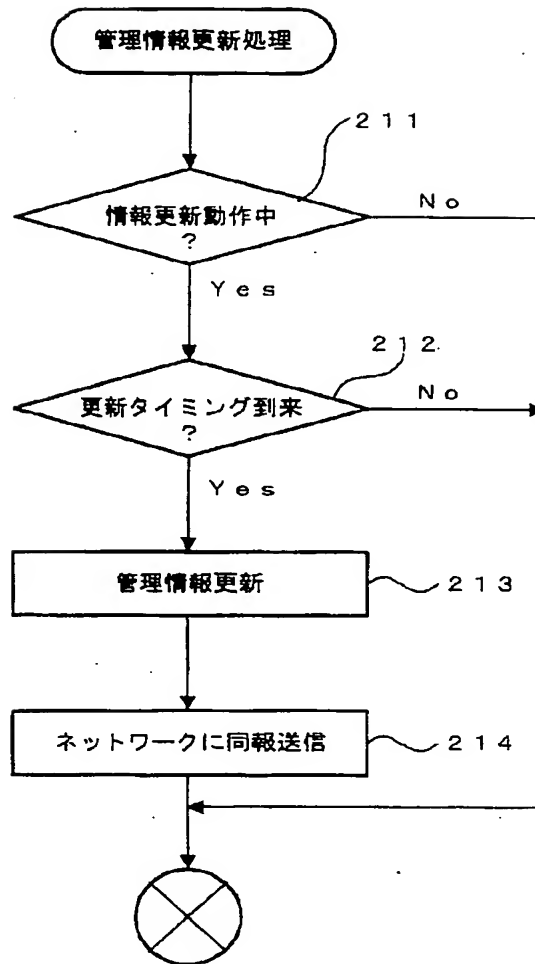 管理情報更新処理
211
情報更新動作中
?
No
Yes
212
更新タイミング到来
?
No
Yes
管理情報更新
213
ネットワークに同報送信
214